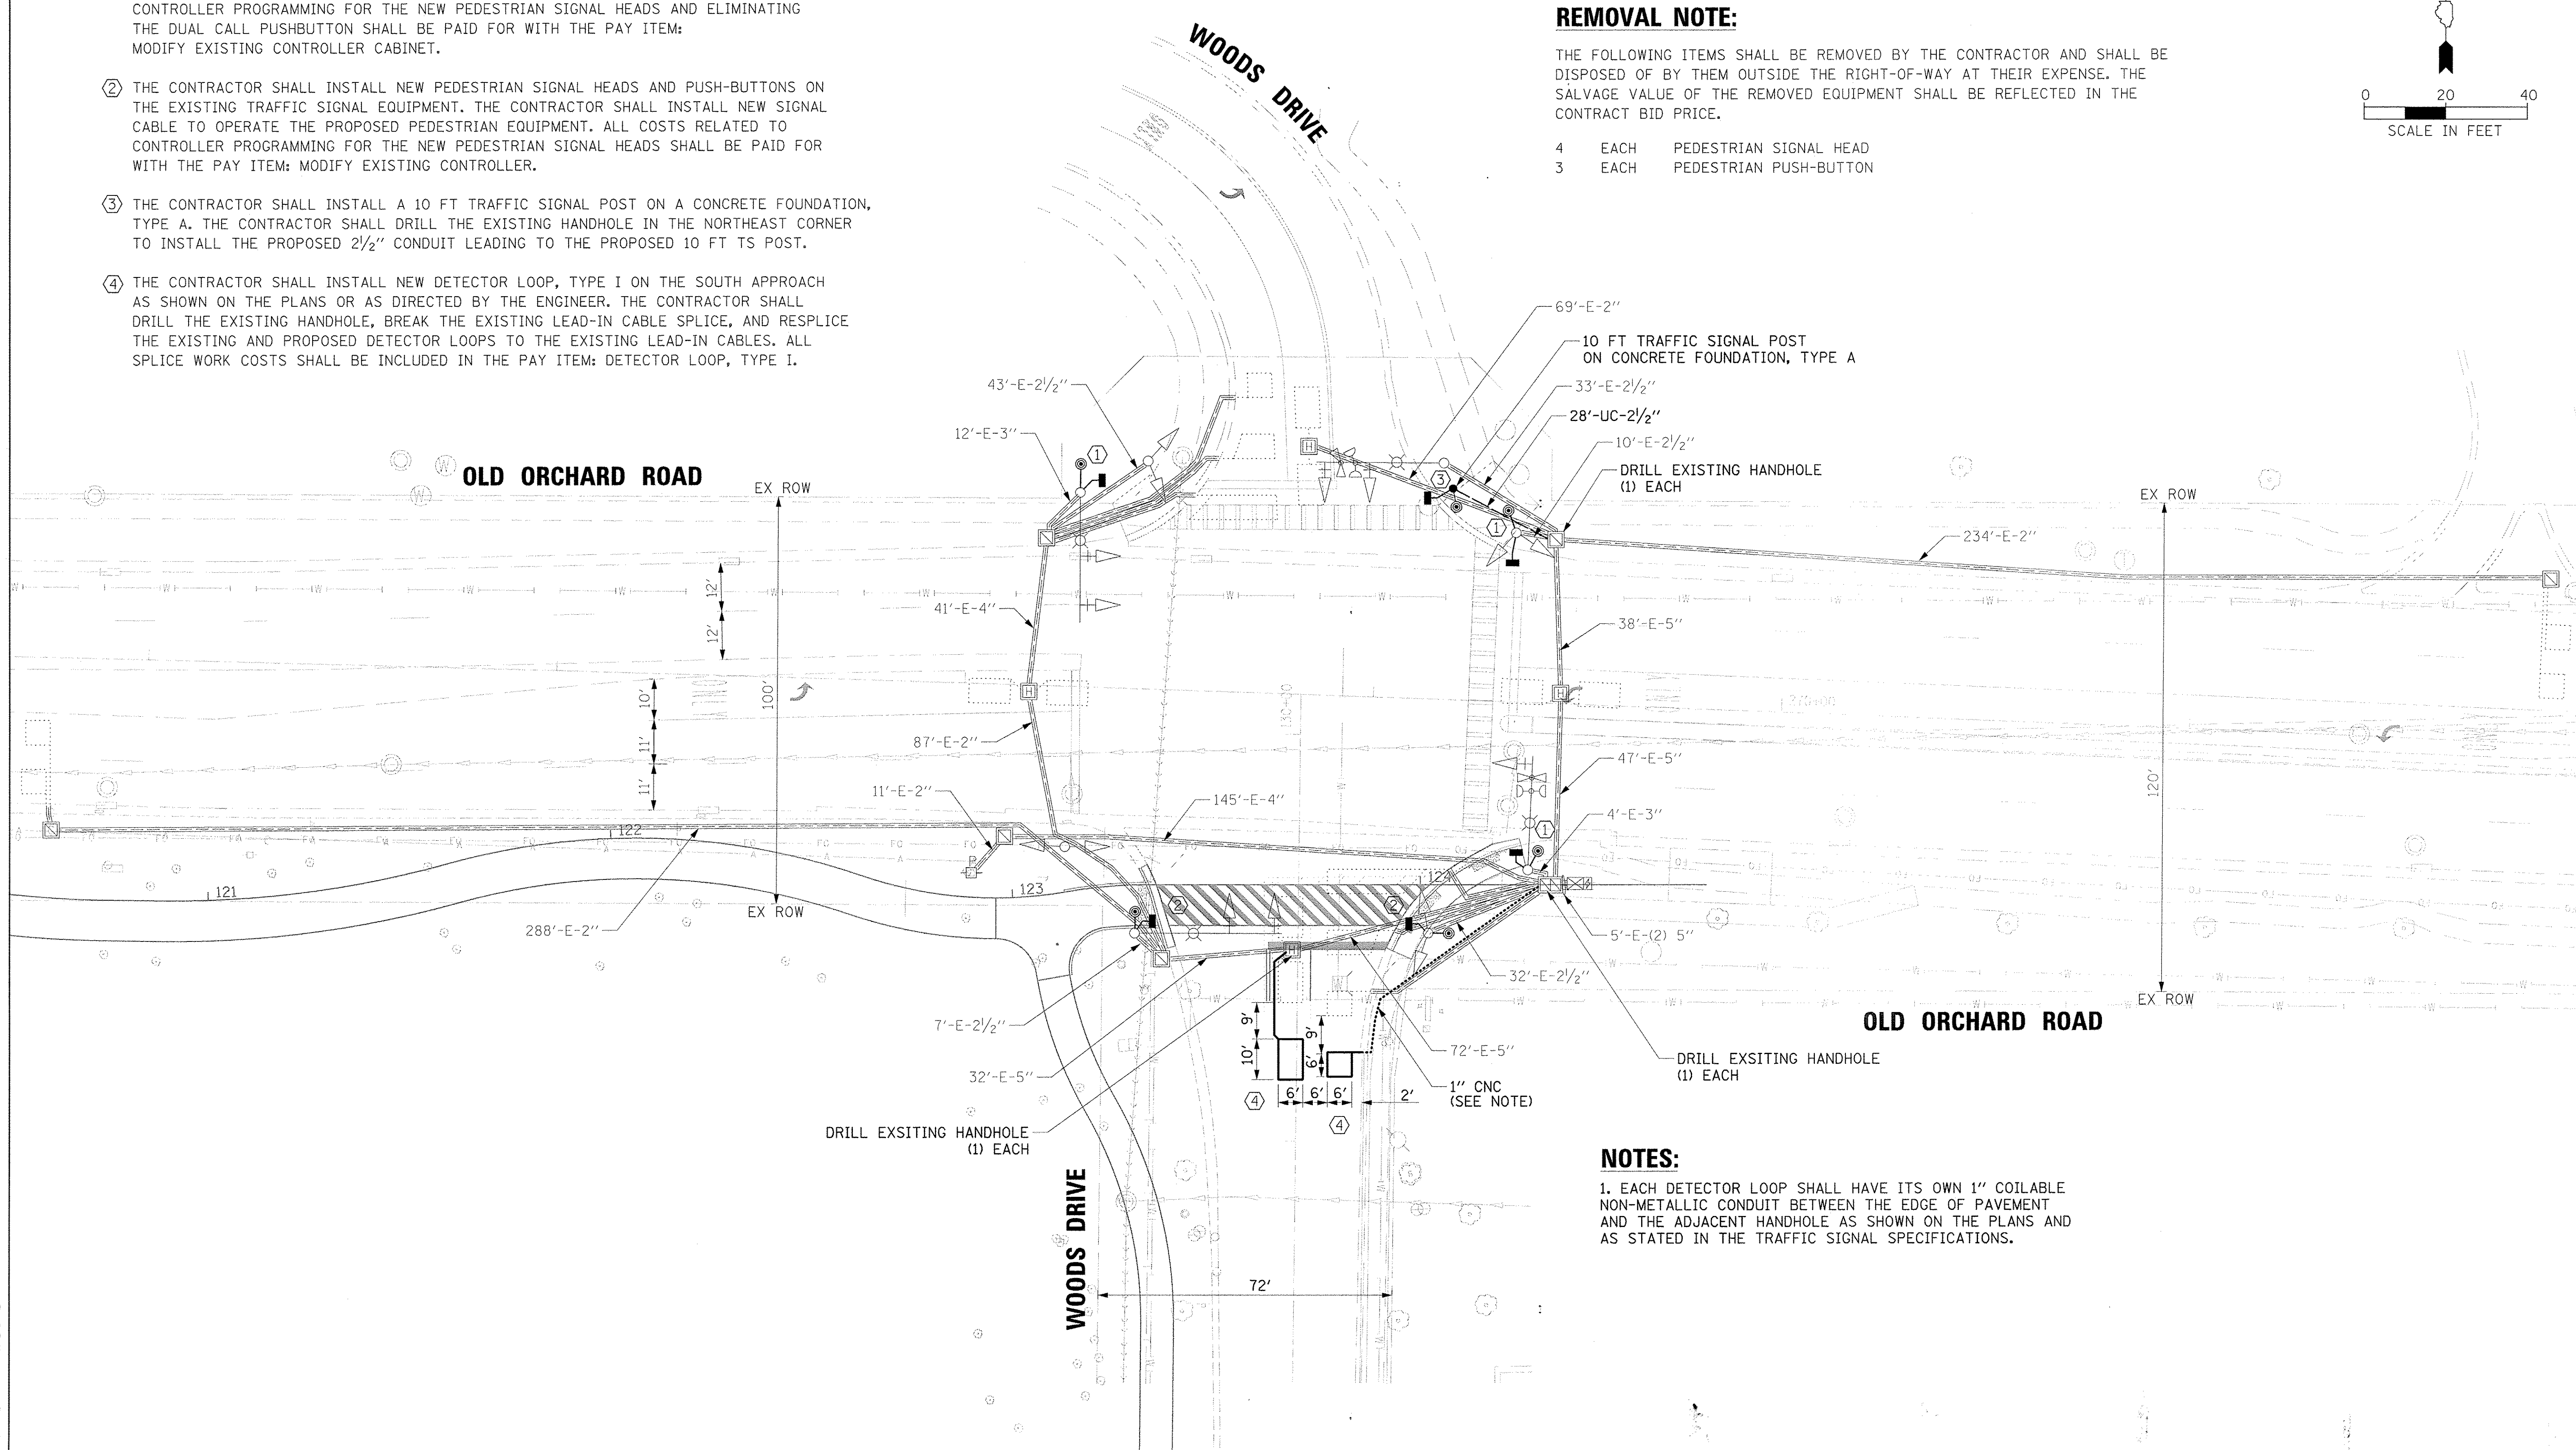 CONTROLLER PROGRAMMING FOR THE NEW PEDESTRIAN SIGNAL HEADS AND ELIMINATING
THE DUAL CALL PUSHBUTTON SHALL BE PAID FOR WITH THE PAY ITEM:
MODIFY EXISTING CONTROLLER CABINET.
2 THE CONTRACTOR SHALL INSTALL NEW PEDESTRIAN SIGNAL HEADS AND PUSH-BUTTONS ON
THE EXISTING TRAFFIC SIGNAL EQUIPMENT. THE CONTRACTOR SHALL INSTALL NEW SIGNAL
CABLE TO OPERATE THE PROPOSED PEDESTRIAN EQUIPMENT. ALL COSTS RELATED TO
CONTROLLER PROGRAMMING FOR THE NEW PEDESTRIAN SIGNAL HEADS SHALL BE PAID FOR
WITH THE PAY ITEM: MODIFY EXISTING CONTROLLER.
3 THE CONTRACTOR SHALL INSTALL A 10 FT TRAFFIC SIGNAL POST ON A CONCRETE FOUNDATION,
TYPE A. THE CONTRACTOR SHALL DRILL THE EXISTING HANDHOLE IN THE NORTHEAST CORNER
TO INSTALL THE PROPOSED 2½" CONDUIT LEADING TO THE PROPOSED 10 FT TS POST.
4 THE CONTRACTOR SHALL INSTALL NEW DETECTOR LOOP, TYPE I ON THE SOUTH APPROACH
AS SHOWN ON THE PLANS OR AS DIRECTED BY THE ENGINEER. THE CONTRACTOR SHALL
DRILL THE EXISTING HANDHOLE, BREAK THE EXISTING LEAD-IN CABLE SPLICE, AND RESPLICE
THE EXISTING AND PROPOSED DETECTOR LOOPS TO THE EXISTING LEAD-IN CABLES. ALL
SPLICE WORK COSTS SHALL BE INCLUDED IN THE PAY ITEM: DETECTOR LOOP, TYPE I.
WOODS DRIVE
REMOVAL NOTE:
THE FOLLOWING ITEMS SHALL BE REMOVED BY THE CONTRACTOR AND SHALL BE
DISPOSED OF BY THEM OUTSIDE THE RIGHT-OF-WAY AT THEIR EXPENSE. THE
SALVAGE VALUE OF THE REMOVED EQUIPMENT SHALL BE REFLECTED IN THE
CONTRACT BID PRICE.
4 EACH PEDESTRIAN SIGNAL HEAD
3 EACH PEDESTRIAN PUSH-BUTTON
0 20 40
SCALE IN FEET
69'-E-2"
10 FT TRAFFIC SIGNAL POST
ON CONCRETE FOUNDATION, TYPE A
43'-E-2½"
33'-E-2½"
28'-UC-2½"
12'-E-3"
10'-E-2½"
1
H
DRILL EXISTING HANDHOLE
(1) EACH
3
1
OLD ORCHARD ROAD
EX ROW
EX ROW
234'-E-2"
12'
12'
41'-E-4"
38'-E-5"
10'
11'
11'
100'
H
H
130+00
370+00
87'-E-2"
47'-E-5"
120'
11'-E-2"
145'-E-4"
4'-E-3"
1
P
121
122
123
124
2
2
EX ROW
288'-E-2"
H
5'-E-(2) 5"
32'-E-2½"
EX ROW
OLD ORCHARD ROAD
7'-E-2½"
9'
10'
9'
6'
32'-E-5"
72'-E-5"
DRILL EXSITING HANDHOLE
(1) EACH
1" CNC
(SEE NOTE)
6' 6' 6' 2'
4
4
DRILL EXSITING HANDHOLE
(1) EACH
WOODS DRIVE
72'
NOTES:
1. EACH DETECTOR LOOP SHALL HAVE ITS OWN 1" COILABLE
NON-METALLIC CONDUIT BETWEEN THE EDGE OF PAVEMENT
AND THE ADJACENT HANDHOLE AS SHOWN ON THE PLANS AND
AS STATED IN THE TRAFFIC SIGNAL SPECIFICATIONS.